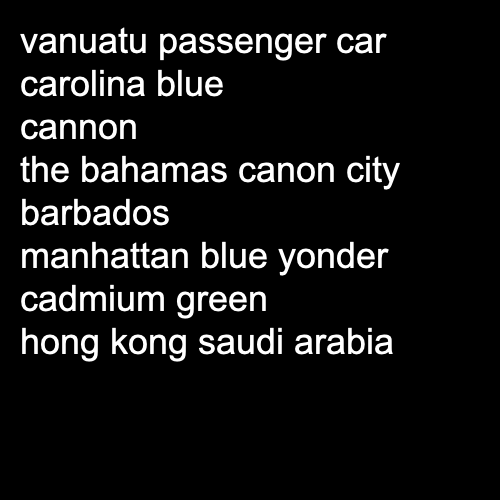 vanuatu passenger car
carolina blue
cannon
the bahamas canon city
barbados
manhattan blue yonder
cadmium green
hong kong saudi arabia